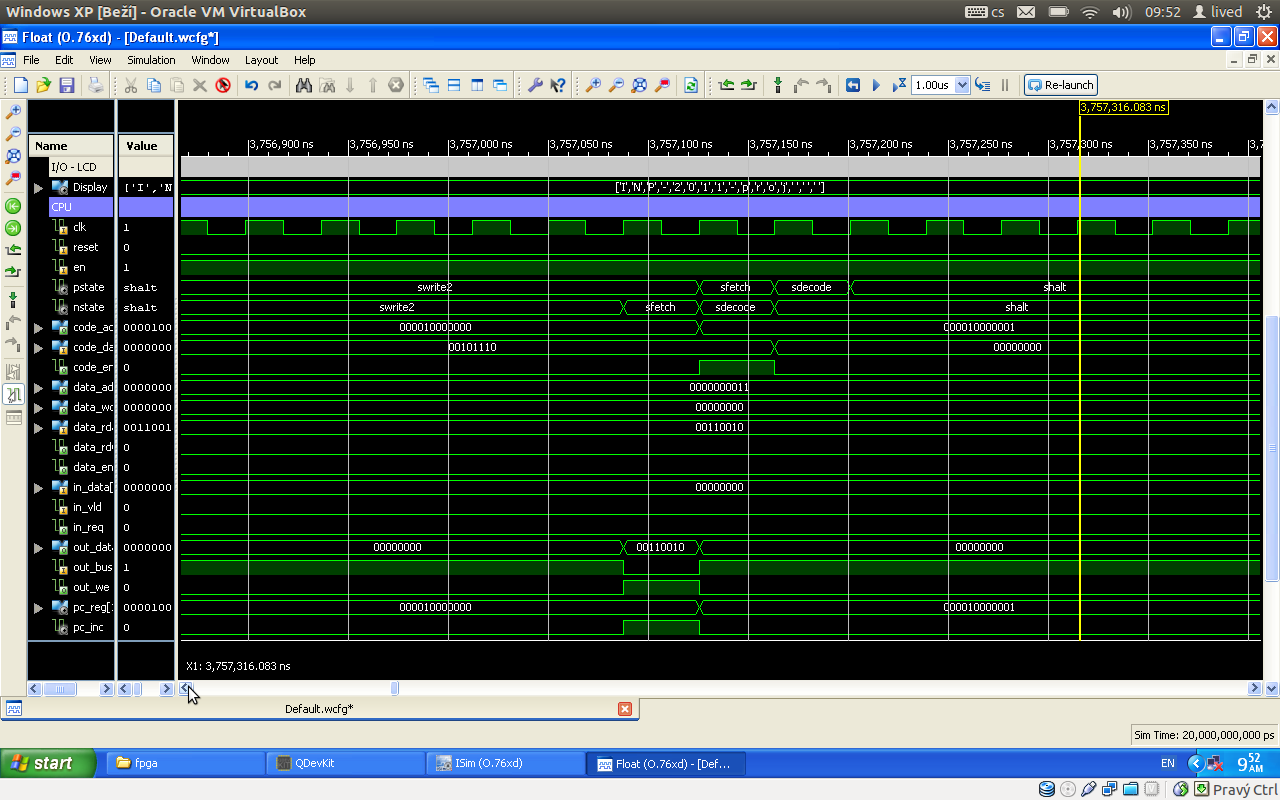 Windows XP [Beží] - Oracle VM VirtualBox
cs
09:52
lived
Float (O.76xd) - [Default.wcfg*]
File Edit View Simulation Window Layout Help
1.00us
Re-launch
3,757,316.083 ns
Name Value
3,756,900 ns 3,756,950 ns 3,757,000 ns 3,757,050 ns 3,757,100 ns 3,757,150 ns 3,757,200 ns 3,757,250 ns 3,757,300 ns 3,757,350 ns 3,7
I/O - LCD
Display ['I','N ['I','N','P','-','2','0','1','1','-','p','r','o','j','','','']
CPU
clk 1
reset 0
en 1
pstate shalt swrite2 sfetch sdecode shalt
nstate shalt swrite2 sfetch sdecode shalt
code_ac 0000100 000010000000 000010000001
code_da 0000000 00101110 00000000
code_en 0
data_ad 0000000 0000000011
data_wd 0000000 00000000
data_rd 0011001 00110010
data_rd 0
data_en 0
in_data[ 0000000 00000000
in_vld 0
in_req 0
out_dat 0000000 00000000 00110010 00000000
out_bus 1
out_we 0
pc_reg[ 0000100 000010000000 000010000001
pc_inc 0
X1: 3,757,316.083 ns
Default.wcfg*
Sim Time: 20,000,000,000 ps
start
fpga
QDevKit
ISim (O.76xd)
Float (O.76xd) - [Def...
EN
9:52 AM
Pravý Ctrl